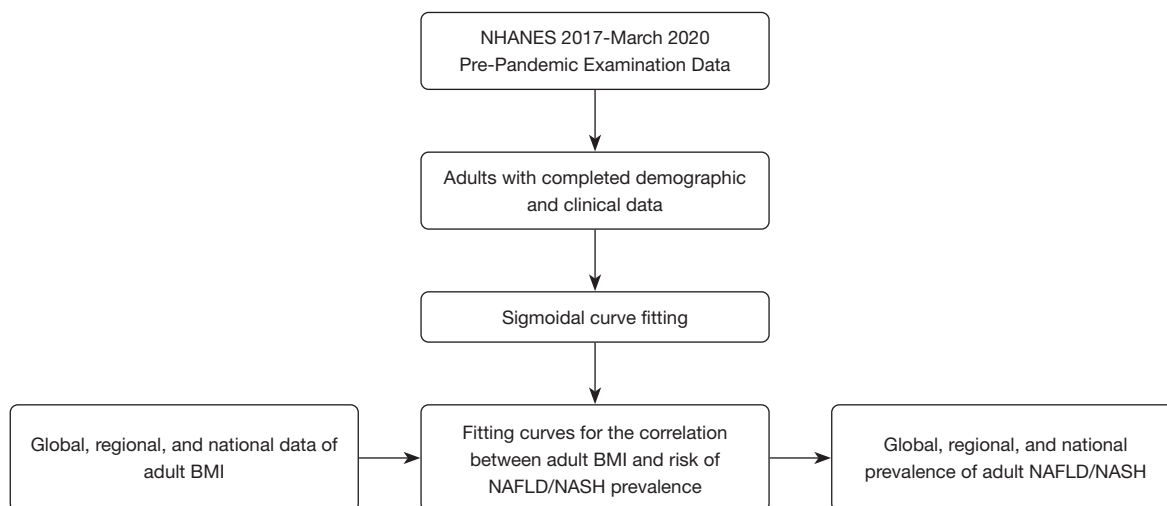 NHANES 2017-March 2020
Pre-Pandemic Examination Data
Adults with completed demographic
and clinical data
Sigmoidal curve fitting
Global, regional, and national data of
adult BMI
Fitting curves for the correlation
between adult BMI and risk of
NAFLD/NASH prevalence
Global, regional, and national
prevalence of adult NAFLD/NASH